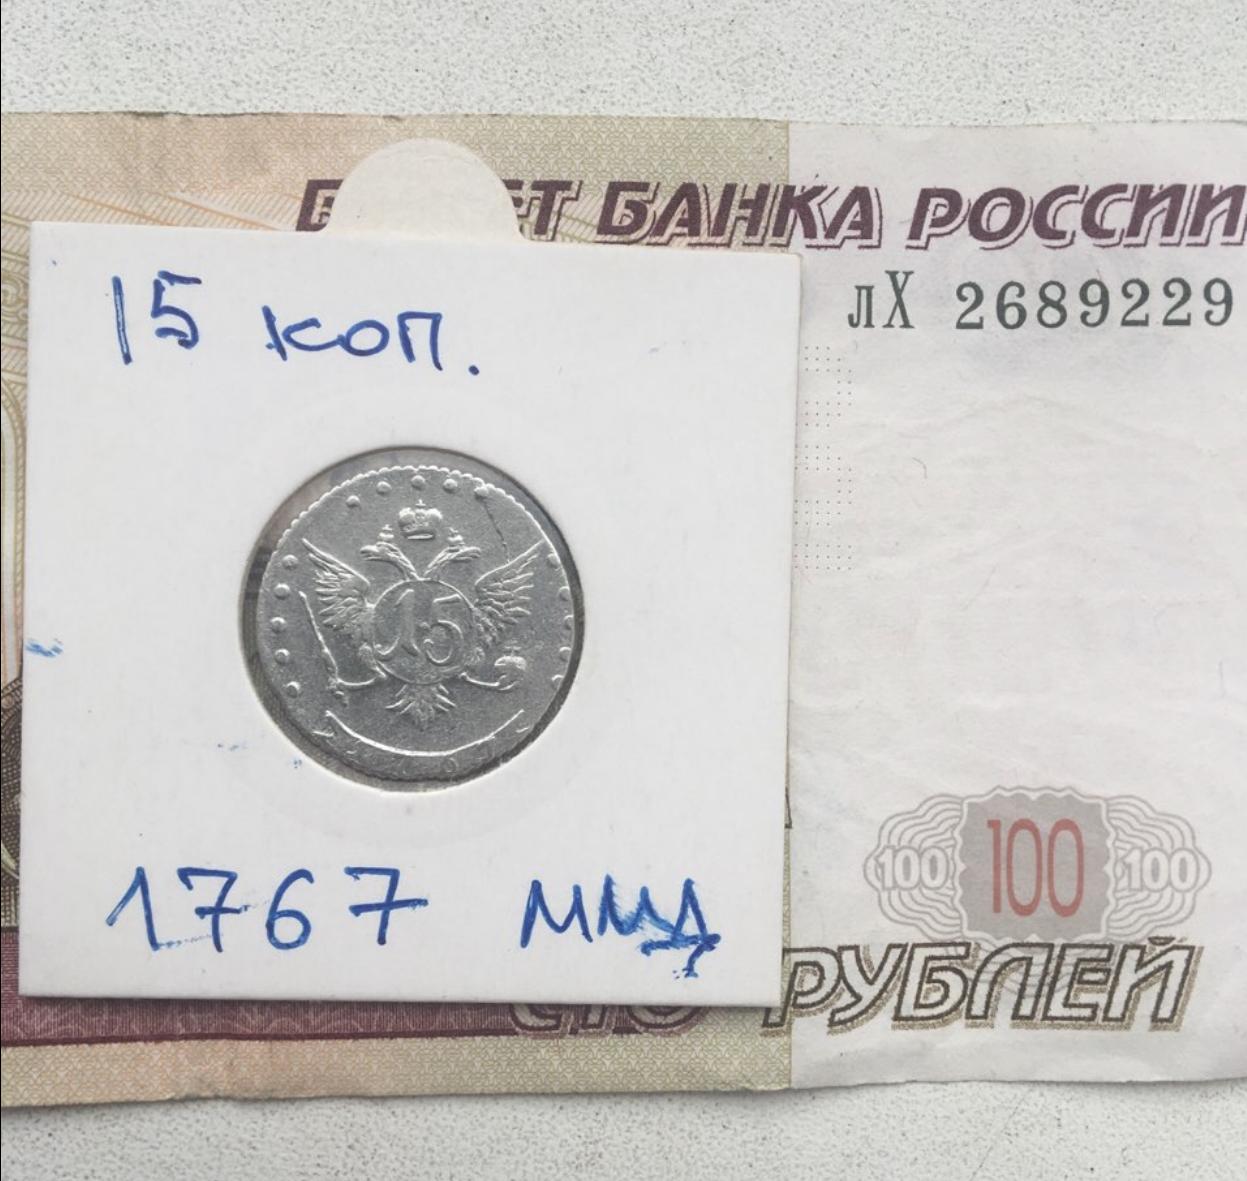 БАНКА РОССИИ
лХ 2689229
15 коп.
15
1767 ММД
100 100 100
РУБЛЕЙ